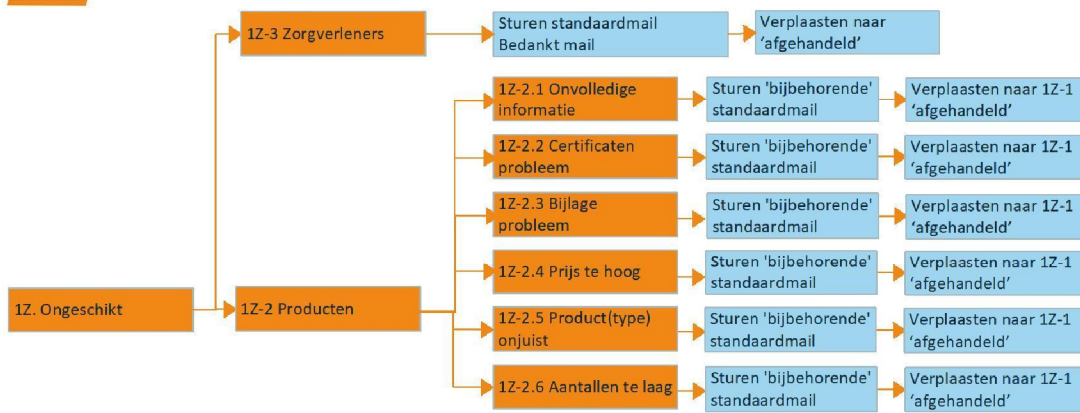 1Z-3 Zorgverleners
Sturen standaardmail
Bedankt mail
Verplaasten naar
‘afgehandeld’
1Z-2.1 Onvolledige
informatie
Sturen 'bijbehorende'
standaardmail
Verplaasten naar 1Z-1
‘afgehandeld’
1Z-2.2 Certificaten
probleem
Sturen 'bijbehorende'
standaardmail
Verplaasten naar 1Z-1
‘afgehandeld’
1Z-2.3 Bijlage
probleem
Sturen 'bijbehorende'
standaardmail
Verplaasten naar 1Z-1
‘afgehandeld’
1Z-2.4 Prijs te hoog
Sturen 'bijbehorende'
standaardmail
Verplaasten naar 1Z-1
‘afgehandeld’
1Z. Ongeschikt
1Z-2 Producten
1Z-2.5 Product(type)
onjuist
Sturen 'bijbehorende'
standaardmail
Verplaasten naar 1Z-1
‘afgehandeld’
1Z-2.6 Aantallen te laag
Sturen 'bijbehorende'
standaardmail
Verplaasten naar 1Z-1
‘afgehandeld’